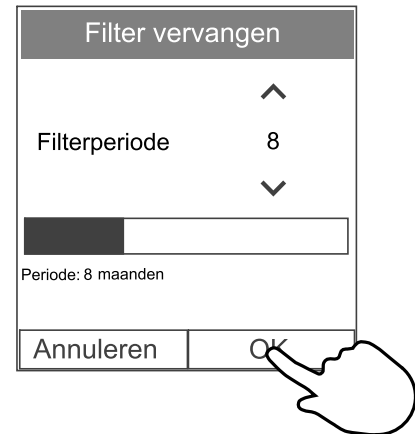 Filter vervangen
Filterperiode 8
Periode: 8 maanden
Annuleren OK